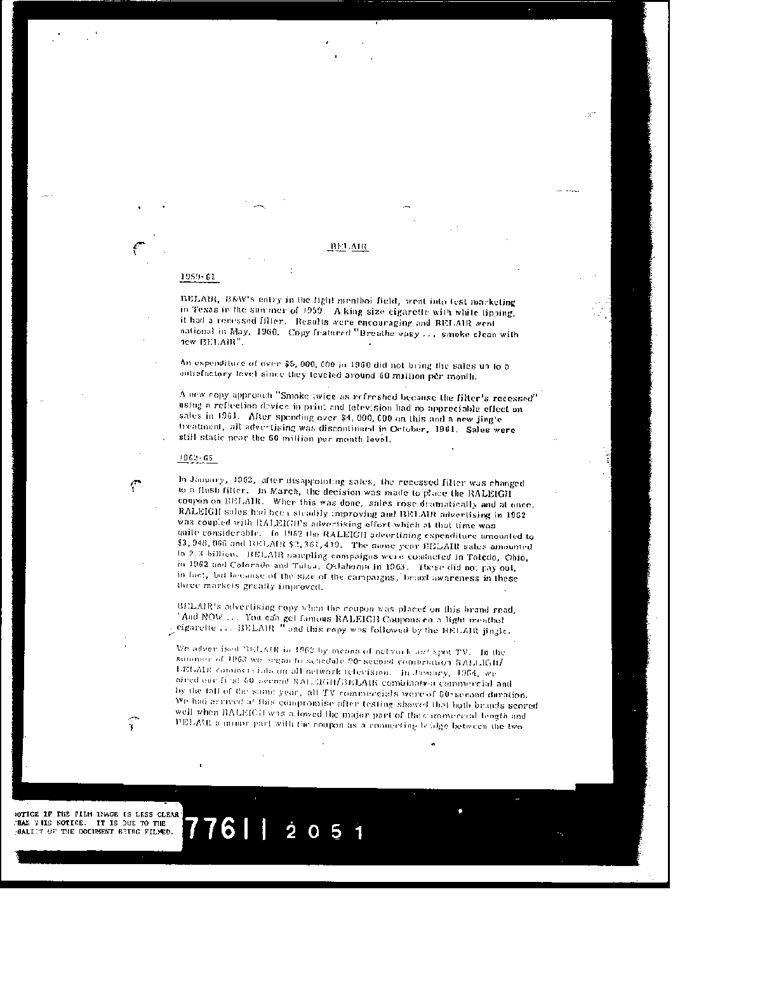 BELAIR
1959-61
BELAIR, B&W's entry in the light menthol field, went into test marketing
in Texas in the summer of 1959. A king size cigarette with white tipping,
it had a recessed filter. Results were encouraging and BELAIR went
national in May, 1960. Copy featured "Breathe easy ... smoke clean with
new BELAIR".
An expenditure of over $5,000,000 in 1960 did not bring the sales up to a
satisfactory level since they leveled around 60 million per month.
A new copy approach "Smoke twice as refreshed because the filter's recessed"
using a reflection device in print and television had no appreciable effect on
sales in 1961. After spending over $4,000,000 on this and a new jingle
treatment, all advertising was discontinued in October, 1961. Sales were
still static near the 60 million per month level.
1962-65
In January, 1962, after disappointing sales, the recessed filter was changed
to a flush filter. In March, the decision was made to place the RALEIGH
coupon on BELAIR. When this was done, sales rose dramatically and at once.
RALEIGH sales had been steadily improving and BELAIR advertising in 1962
was coupled with RALEIGH's advertising effort which at that time was
quite considerable. In 1962 the RALEIGH advertising expenditure amounted to
and BELAIR The same year BELAIR sales amounted
to 2.3 billion. BELAIR sampling campaigns were conducted in Toledo, Ohio,
in 1962 and Colorado and Tulsa, Oklahoma in 1963. These did not pay out,
in fact, but because of the size of the campaigns, brand awareness in these
three markets greatly improved.
BELAIR's advertising copy when the coupon was placed on this brand read,
"And NOW ... You can get famous RALEIGH Coupons on a light menthol
cigarette ... BELAIR " and this copy was followed by the BELAIR jingle.
We advertised BELAIR in 1962 by means of network and spot TV. In the
summer of 1963 we began to schedule 90-second combination RALEIGH/
BELAIR commercials on all network television. In January, 1964, we
aired our first 60-second RALEIGH/BELAIR combination commercial and
by the fall of the same year, all TV commercials were of 60-second duration.
We had arrived at this compromise after testing showed that both brands scored
well when RALEIGH was allowed the major part of the commercial length and
BELAIR a minor part with the coupon as a connecting bridge between the two
NOTICE IF THE FILM IMAGE IS LESS CLEAR
THAN THIS NOTICE. IT IS DUE TO THE
QUALITY OF THE DOCUMENT BEING FILMED.
77611 2051